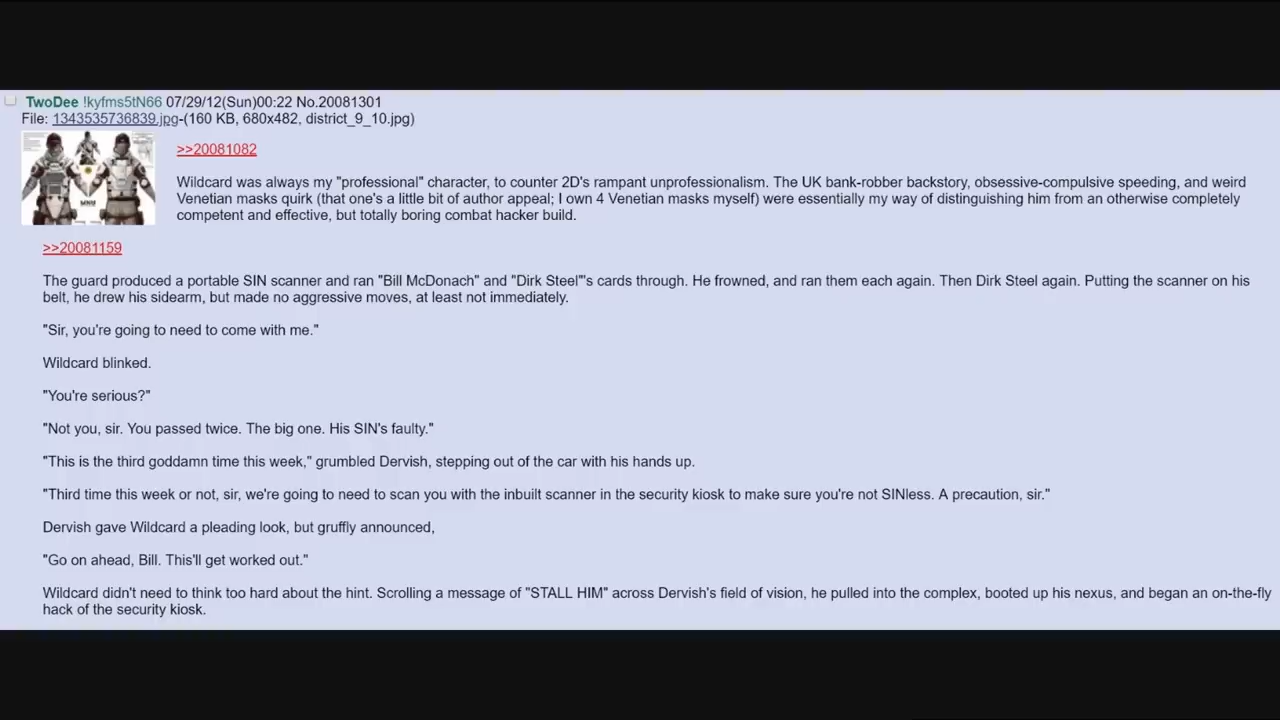 TwoDee !kyfms5tN66 07/29/12(Sun)00:22 No.20081301
File: 1343535736839.jpg-(160 KB, 680x482, district_9_10.jpg)
>>20081082
Wildcard was always my "professional" character, to counter 2D's rampant unprofessionalism. The UK bank-robber backstory, obsessive-compulsive speeding, and weird
Venetian masks quirk (that one's a little bit of author appeal; I own 4 Venetian masks myself) were essentially my way of distinguishing him from an otherwise completely
competent and effective, but totally boring combat hacker build.
>>20081159
The guard produced a portable SIN scanner and ran "Bill McDonach" and "Dirk Steel"'s cards through. He frowned, and ran them each again. Then Dirk Steel again. Putting the scanner on his
belt, he drew his sidearm, but made no aggressive moves, at least not immediately.
"Sir, you're going to need to come with me."
Wildcard blinked.
"You're serious?"
"Not you, sir. You passed twice. The big one. His SIN's faulty."
"This is the third goddamn time this week," grumbled Dervish, stepping out of the car with his hands up.
"Third time this week or not, sir, we're going to need to scan you with the inbuilt scanner in the security kiosk to make sure you're not SINless. A precaution, sir."
Dervish gave Wildcard a pleading look, but gruffly announced,
"Go on ahead, Bill. This'll get worked out."
Wildcard didn't need to think too hard about the hint. Scrolling a message of "STALL HIM" across Dervish's field of vision, he pulled into the complex, booted up his nexus, and began an on-the-fly
hack of the security kiosk.